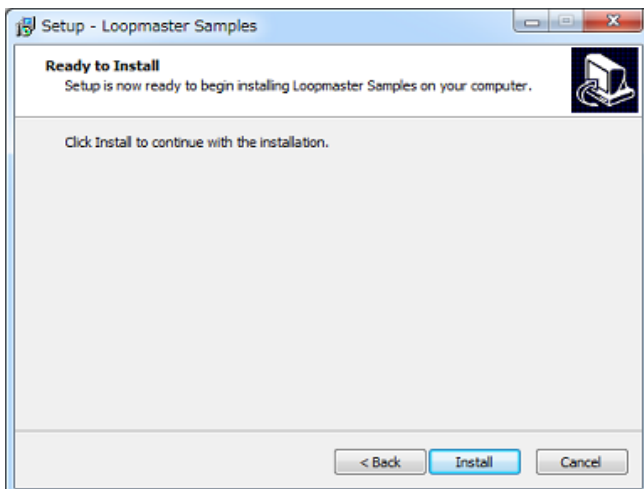 Setup - Loopmaster Samples
Ready to Install
Setup is now ready to begin installing Loopmaster Samples on your computer.
Click Install to continue with the installation.
< Back Install Cancel